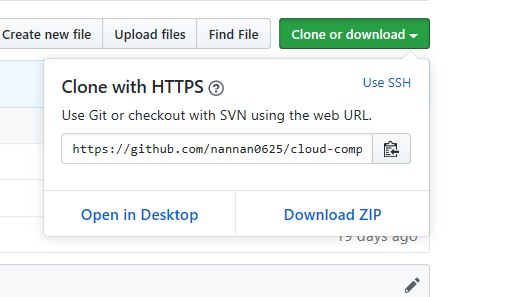 Create new file Upload files Find File Clone or download
Clone with HTTPS Use SSH
Use Git or checkout with SVN using the web URL.
https://github.com/nannan0625/cloud-comp
Open in Desktop Download ZIP
19 days ago